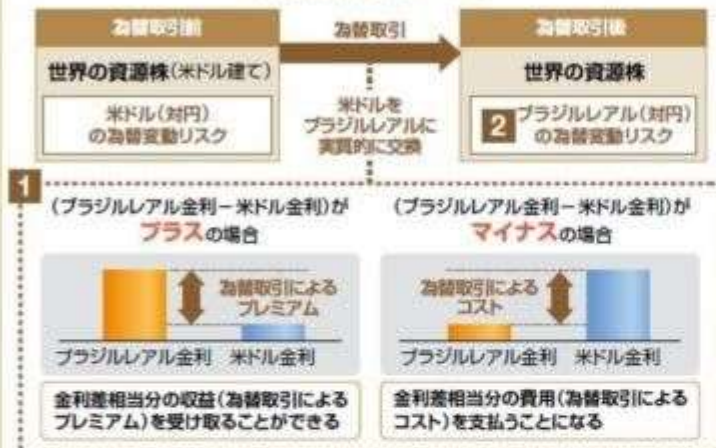 為替取引前
為替取引
為替取引後
世界の資源株(米ドル建て)
世界の資源株
米ドル(対円)
の為替変動リスク
米ドルを
ブラジルレアルに
実質的に交換
2
ブラジルレアル(対円)
の為替変動リスク
1
(ブラジルレアル金利-米ドル金利)が
プラスの場合
(ブラジルレアル金利-米ドル金利)が
マイナスの場合
為替取引による
プレミアム
為替取引による
コスト
ブラジルレアル金利
米ドル金利
ブラジルレアル金利
米ドル金利
金利差相当分の収益(為替取引による
プレミアム)を受け取ることができる
金利差相当分の費用(為替取引による
コスト)を支払うことになる